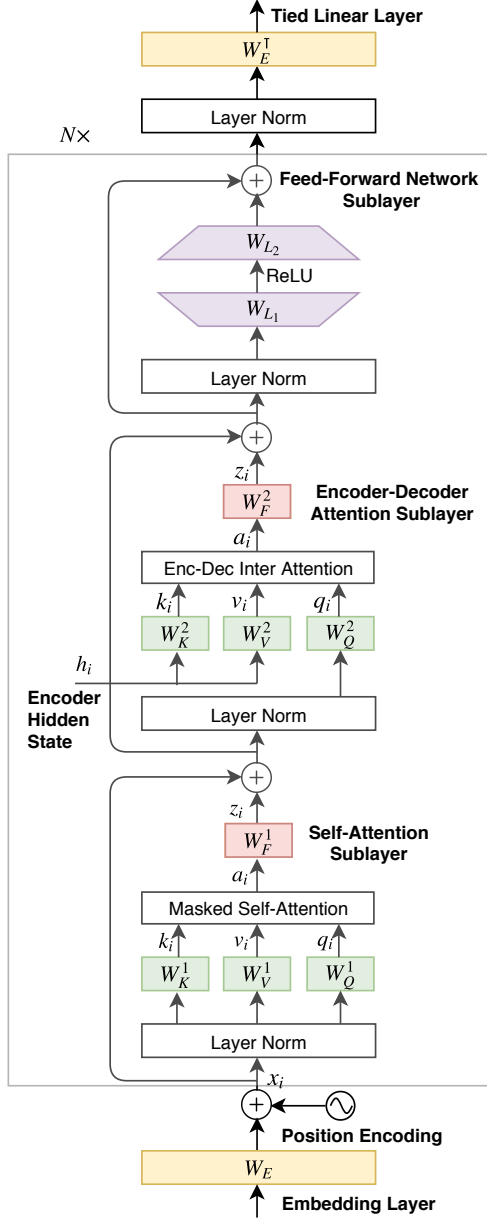 Tied Linear Layer
W_E^⊺
Layer Norm
N×
Feed-Forward Network
Sublayer
W_{L_2}
ReLU
W_{L_1}
Layer Norm
z_i
W_F^2
Encoder-Decoder
Attention Sublayer
a_i
Enc-Dec Inter Attention
k_i v_i q_i
W_K^2 W_V^2 W_Q^2
h_i
Encoder
Hidden
State
Layer Norm
z_i
W_F^1
Self-Attention
Sublayer
a_i
Masked Self-Attention
k_i v_i q_i
W_K^1 W_V^1 W_Q^1
Layer Norm
x_i
Position Encoding
W_E
Embedding Layer